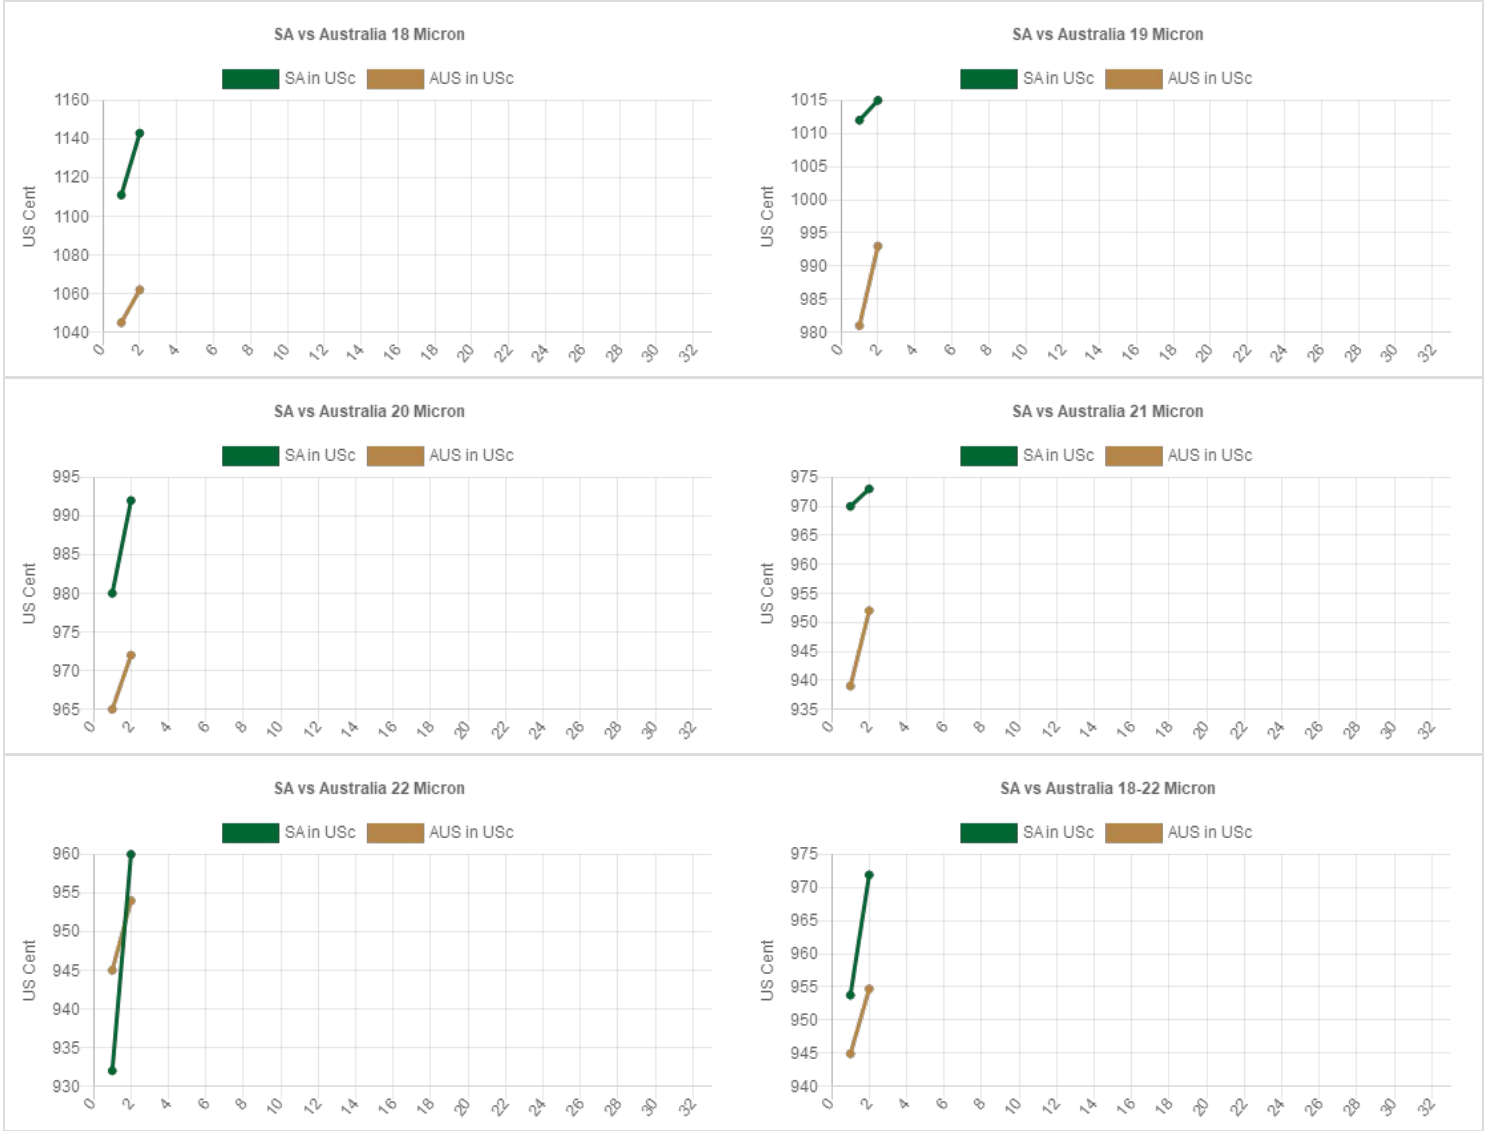 SA vs Australia 18 Micron
SA in USc AUS in USc
US Cent
1160
1140
1120
1100
1080
1060
1040
0 2 4 6 8 10 12 14 16 18 20 22 24 26 28 30 32
SA vs Australia 19 Micron
SA in USc AUS in USc
US Cent
1015
1010
1005
1000
995
990
985
980
0 2 4 6 8 10 12 14 16 18 20 22 24 26 28 30 32
SA vs Australia 20 Micron
SA in USc AUS in USc
US Cent
995
990
985
980
975
970
965
0 2 4 6 8 10 12 14 16 18 20 22 24 26 28 30 32
SA vs Australia 21 Micron
SA in USc AUS in USc
US Cent
975
970
965
960
955
950
945
940
935
0 2 4 6 8 10 12 14 16 18 20 22 24 26 28 30 32
SA vs Australia 22 Micron
SA in USc AUS in USc
US Cent
960
955
950
945
940
935
930
0 2 4 6 8 10 12 14 16 18 20 22 24 26 28 30 32
SA vs Australia 18-22 Micron
SA in USc AUS in USc
US Cent
975
970
965
960
955
950
945
940
0 2 4 6 8 10 12 14 16 18 20 22 24 26 28 30 32